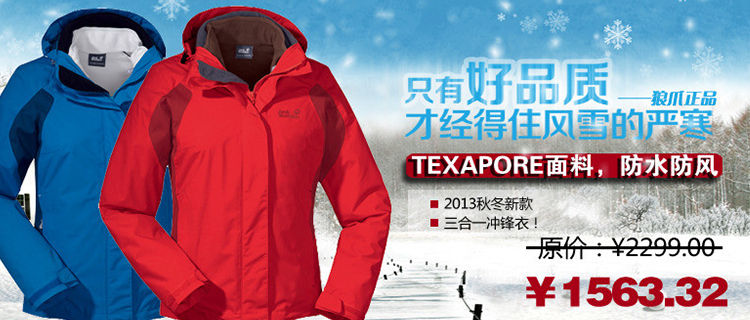 只有好品质
——狼爪正品
才经得住风雪的严寒
TEXAPORE面料，防水防风
2013秋冬新款
三合一冲锋衣！
原价：¥2299.00
¥1563.32